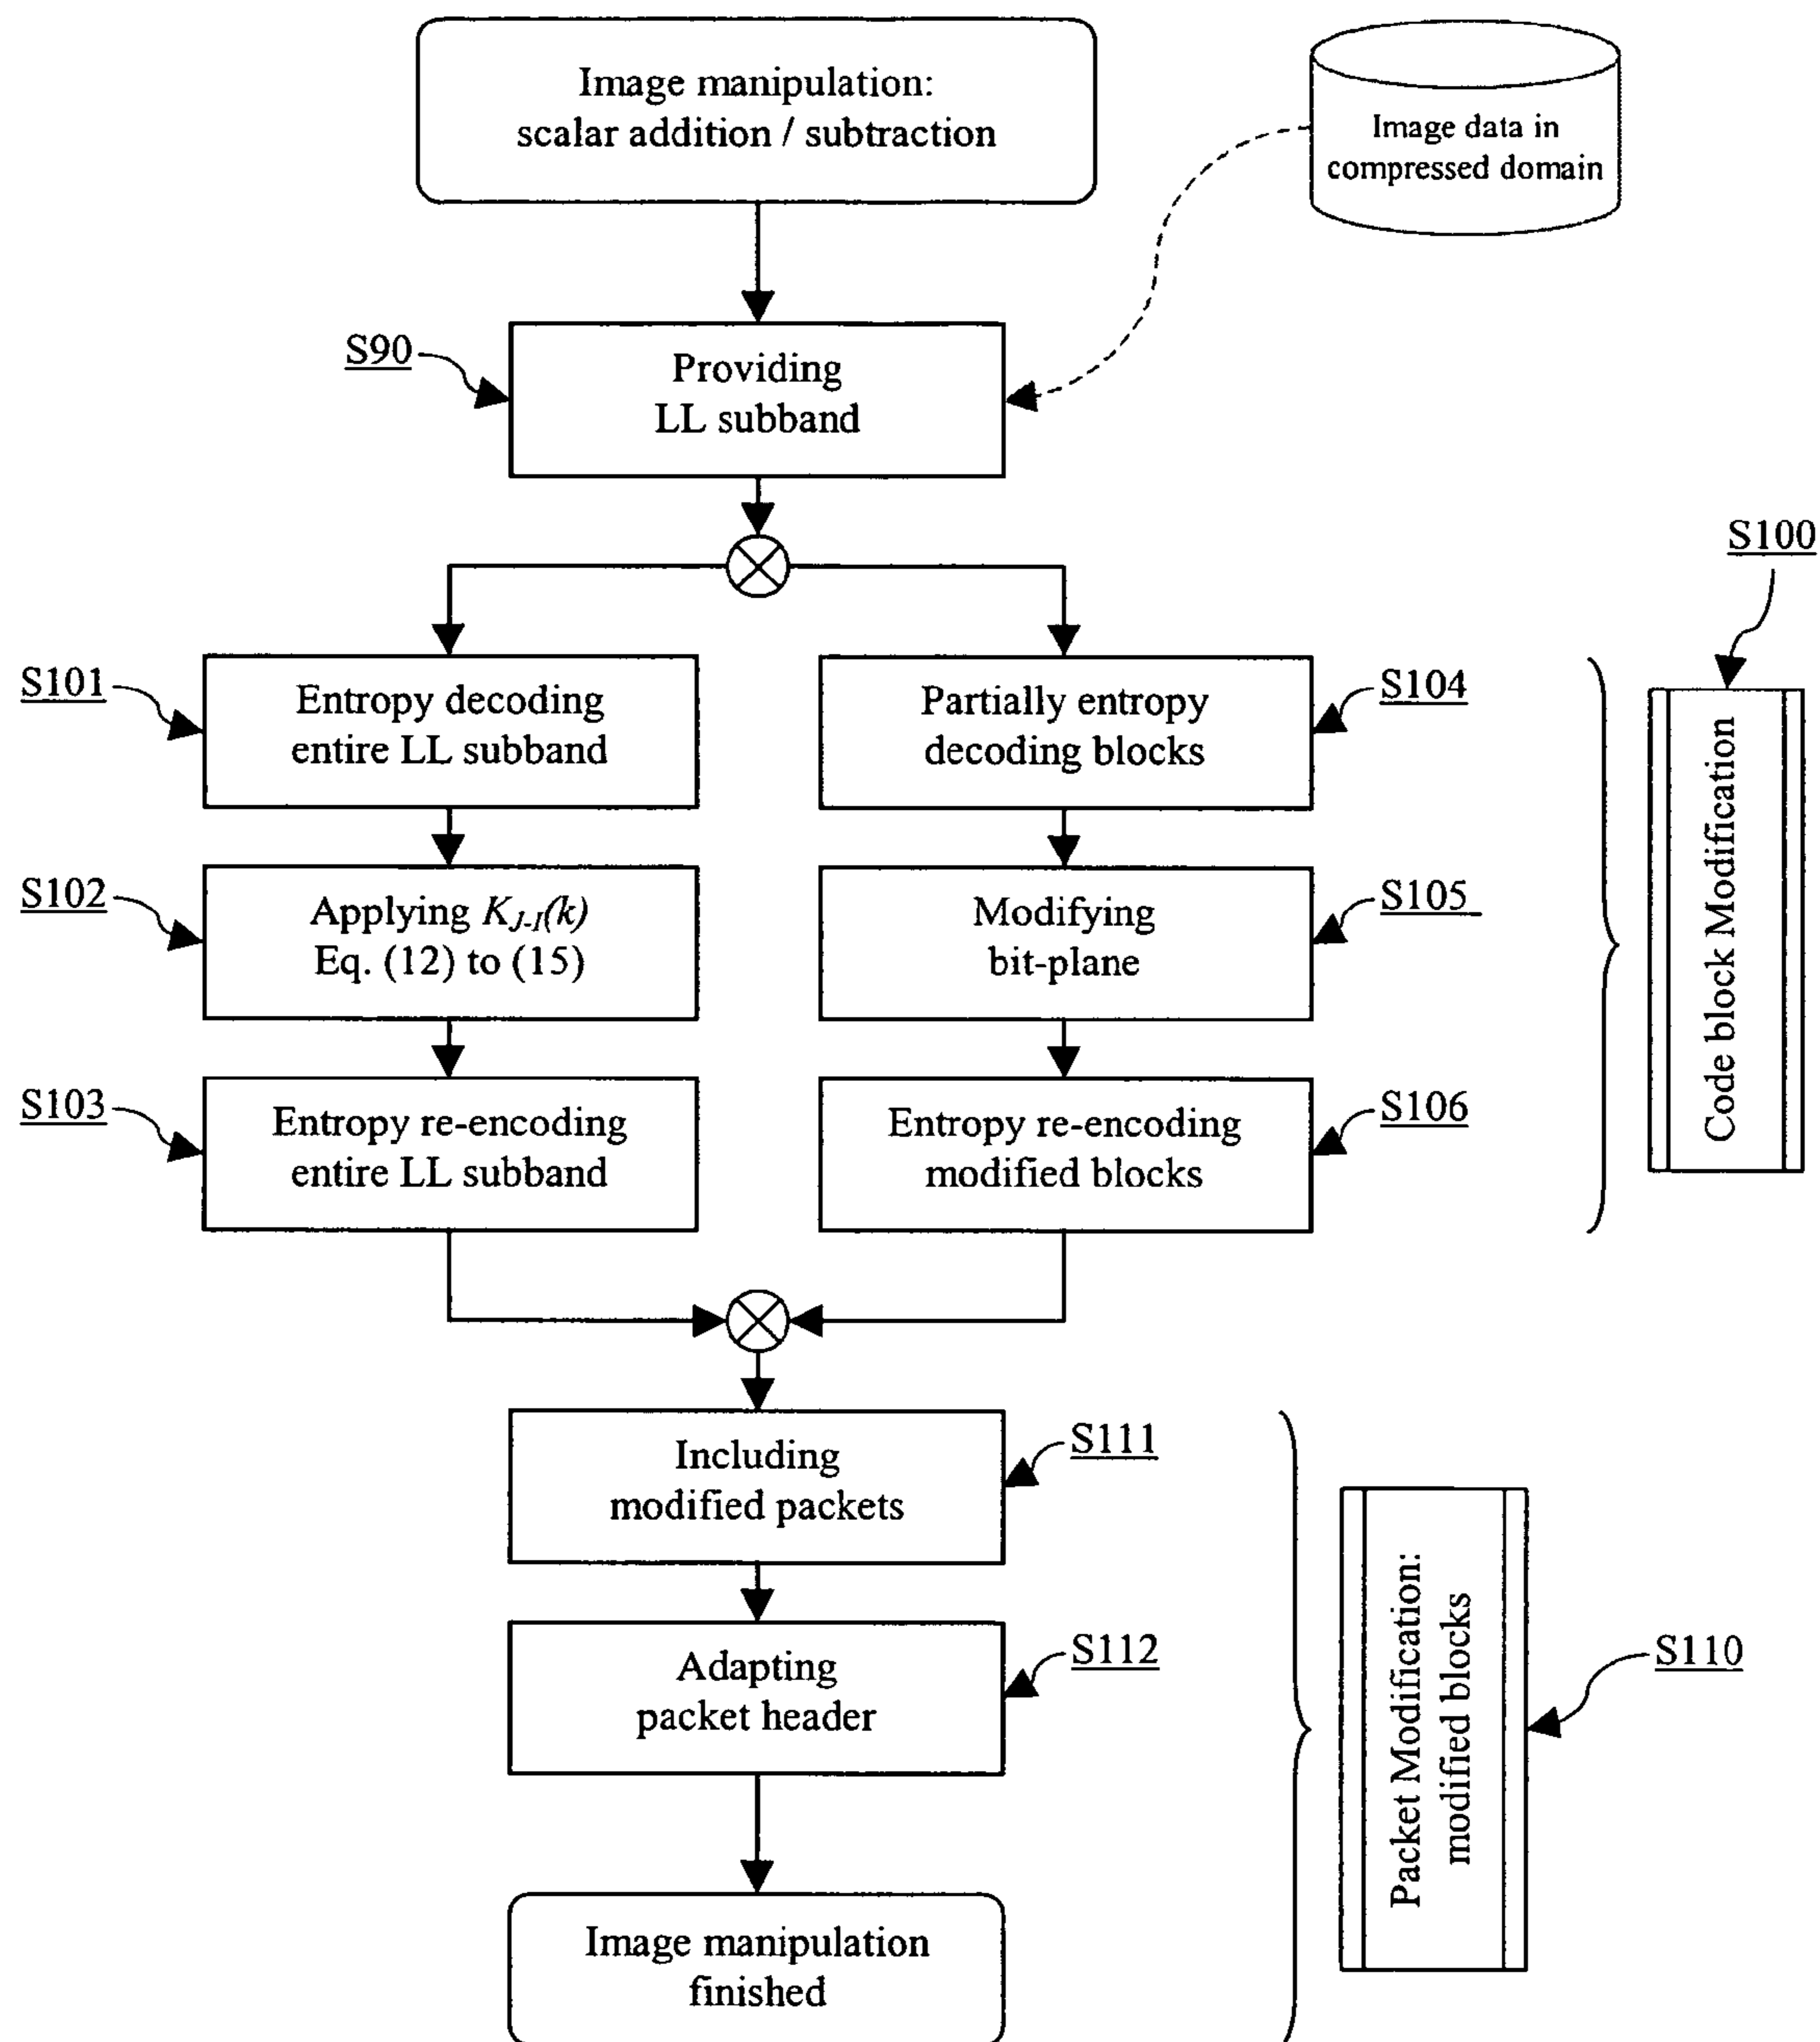 Image manipulation:
scalar addition / subtraction
Image data in
compressed domain
S90
Providing
LL subband
S100
S101
Entropy decoding
entire LL subband
Partially entropy
decoding blocks
S104
Code block Modification
S102
Applying K_{J-1}(k)
Eq. (12) to (15)
Modifying
bit-plane
S105
S103
Entropy re-encoding
entire LL subband
Entropy re-encoding
modified blocks
S106
Including
modified packets
S111
Adapting
packet header
S112
Packet Modification:
modified blocks
S110
Image manipulation
finished